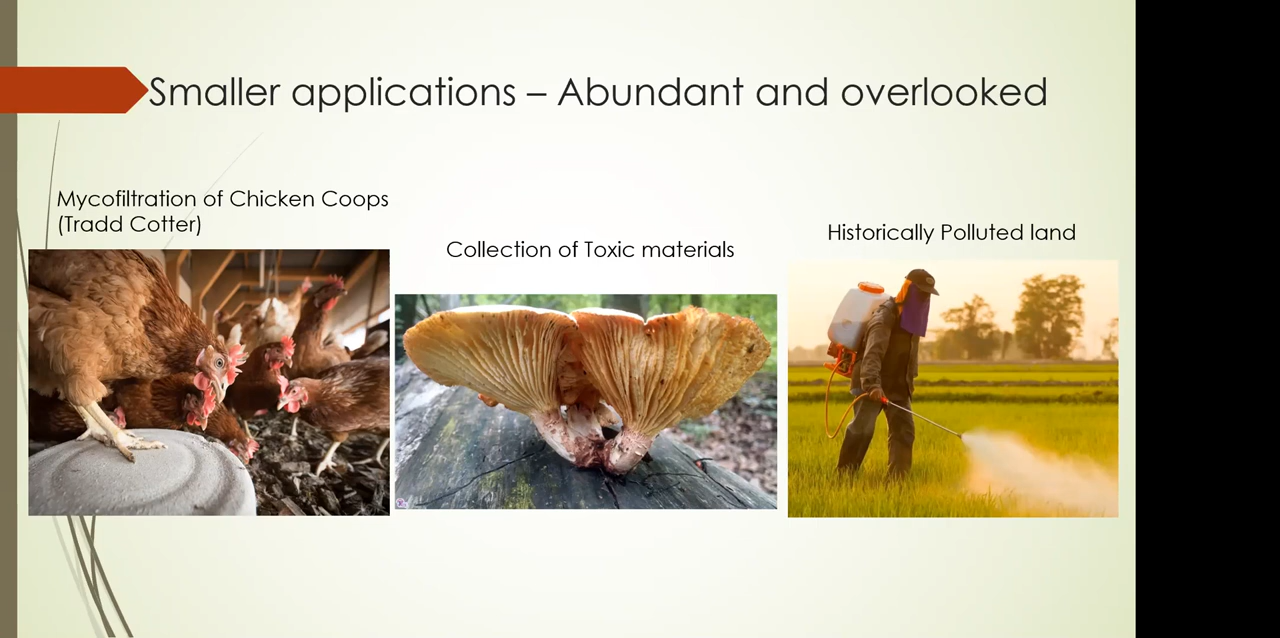 Smaller applications – Abundant and overlooked
Mycofiltration of Chicken Coops
(Tradd Cotter)
Collection of Toxic materials
Historically Polluted land